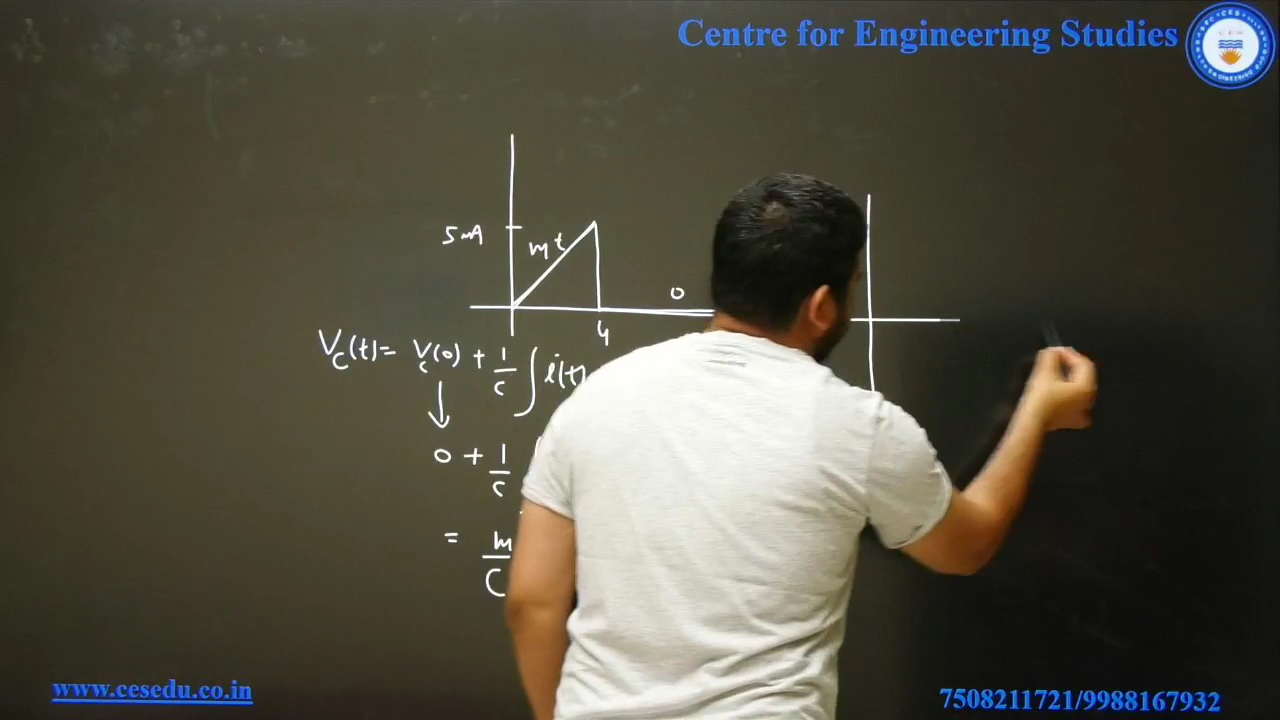 Centre for Engineering Studies
CES
5mA
mt
0
4
Vc(t)= Vc(0) + 1/c ∫ i(t)
0 + 1/c
= m/C
www.cesedu.co.in
7508211721/9988167932